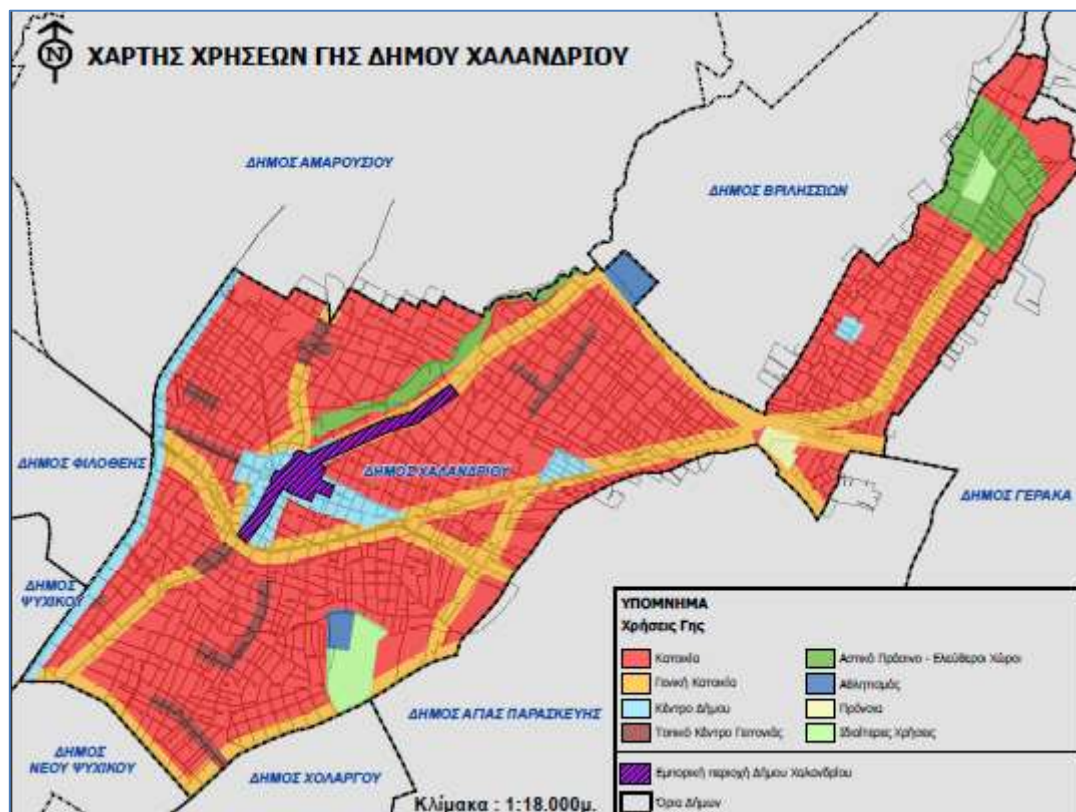 N ΧΑΡΤΗΣ ΧΡΗΣΕΩΝ ΓΗΣ ΔΗΜΟΥ ΧΑΛΑΝΔΡΙΟΥ
ΔΗΜΟΣ ΑΜΑΡΟΥΣΙΟΥ
ΔΗΜΟΣ ΒΡΙΛΗΣΣΙΩΝ
ΔΗΜΟΣ ΦΙΛΟΘΕΗΣ
ΔΗΜΟΣ ΧΑΛΑΝΔΡΙΟΥ
ΔΗΜΟΣ ΓΕΡΑΚΑ
ΔΗΜΟΣ
ΨΥΧΙΚΟΥ
ΔΗΜΟΣ ΑΓΙΑΣ ΠΑΡΑΣΚΕΥΗΣ
ΔΗΜΟΣ
ΝΕΟΥ ΨΥΧΙΚΟΥ
ΔΗΜΟΣ ΧΟΛΑΡΓΟΥ
Κλίμακα : 1:18.000μ.
ΥΠΟΜΝΗΜΑ
Χρήσεις Γης
Κατοικία
Γενική Κατοικία
Κέντρο Δήμου
Τοπικό Κέντρο Γειτονιάς
Αστικό Πράσινο - Ελεύθεροι Χώροι
Αθλητισμός
Πρόνοια
Ιδιαίτερες Χρήσεις
Εμπορική περιοχή Δήμου Χαλανδρίου
Όρια Δήμων